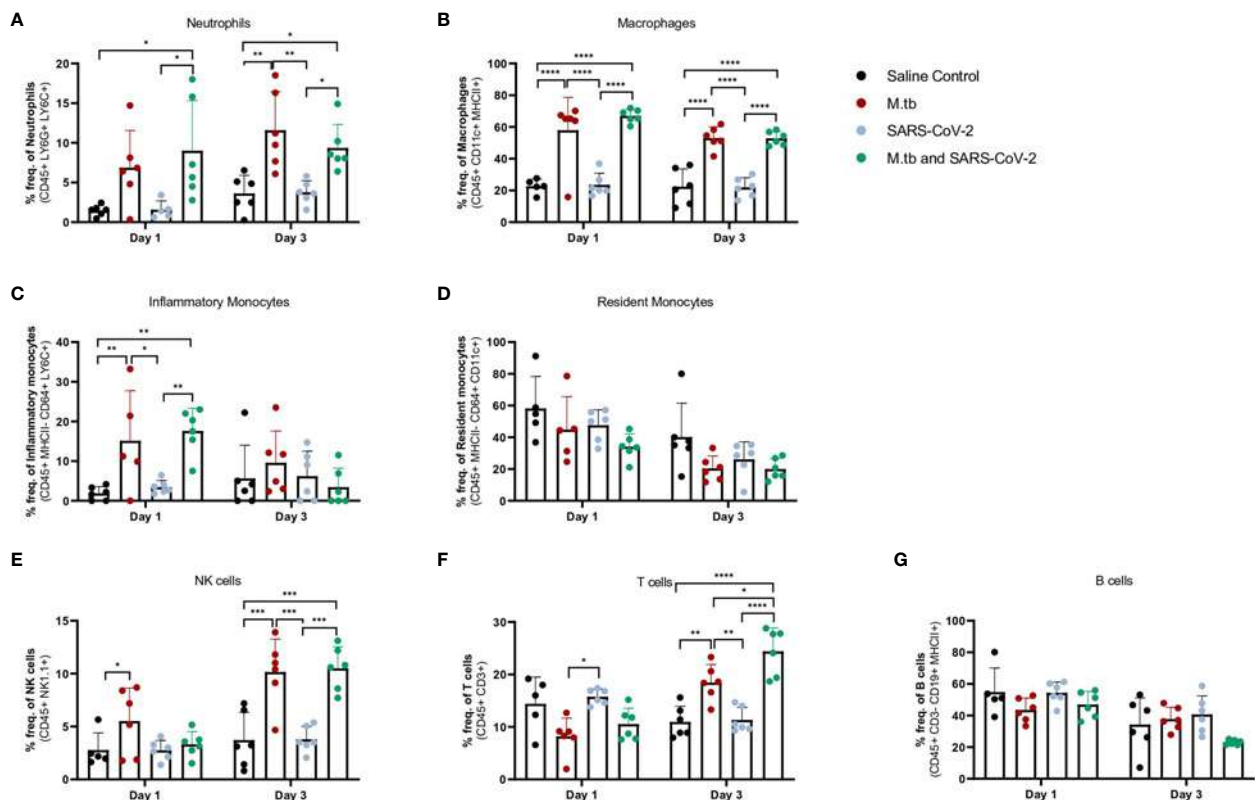 A
Neutrophils
% freq. of Neutrophils
(CD45+ LY6G+ LY6C+)
20
15
10
5
0
*
*
*
**
**
*
Day 1
Day 3
B
Macrophages
% freq. of Macrophages
(CD45+ CD11c+ MHCII+)
100
80
60
40
20
0
****
****
****
****
****
****
****
****
Day 1
Day 3
Saline Control
M.tb
SARS-CoV-2
M.tb and SARS-CoV-2
C
Inflammatory Monocytes
% freq. of Inflammatory monocytes
(CD45+ MHCII- CD64+ LY6C+)
40
30
20
10
0
**
**
*
**
Day 1
Day 3
D
Resident Monocytes
% freq. of Resident monocytes
(CD45+ MHCII- CD64+ CD11c+)
100
80
60
40
20
0
Day 1
Day 3
E
NK cells
% freq. of NK cells
(CD45+ NK1.1+)
15
10
5
0
*
***
***
***
***
Day 1
Day 3
F
T cells
% freq. of T cells
(CD45+ CD3+)
40
30
20
10
0
*
****
*
****
**
**
Day 1
Day 3
G
B cells
% freq. of B cells
(CD45+ CD3- CD19+ MHCII+)
100
80
60
40
20
0
Day 1
Day 3